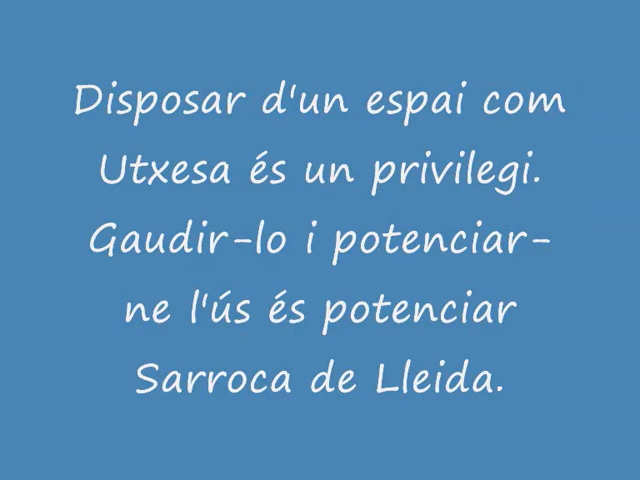 Disposar d'un espai com
Utxesa és un privilegi.
Gaudir-lo i potenciar-
ne l'ús és potenciar
Sarroca de Lleida.